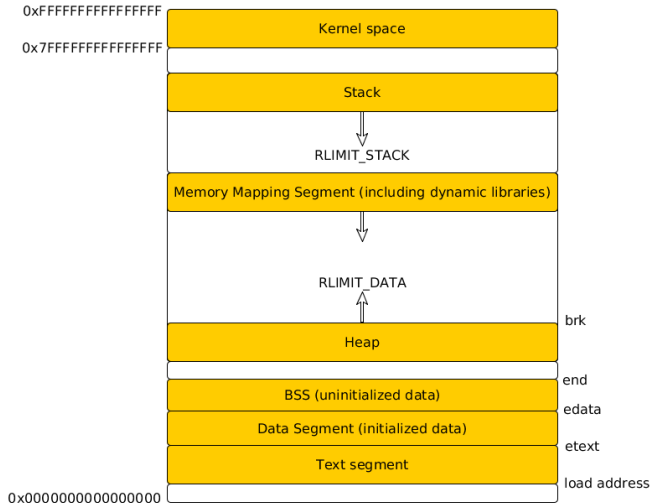 0xFFFFFFFFFFFFFFFF
Kernel space
0x7FFFFFFFFFFFFFFF
Stack
RLIMIT_STACK
Memory Mapping Segment (including dynamic libraries)
RLIMIT_DATA
brk
Heap
end
BSS (uninitialized data)
edata
Data Segment (initialized data)
etext
Text segment
load address
0x0000000000000000